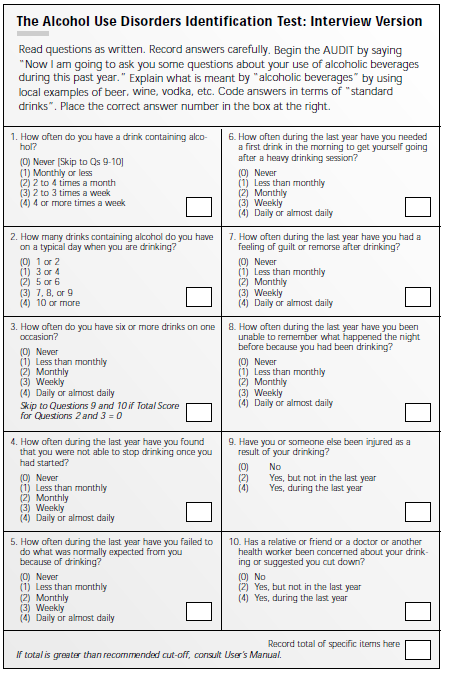 The Alcohol Use Disorders Identification Test: Interview Version
Read questions as written. Record answers carefully. Begin the AUDIT by saying
"Now I am going to ask you some questions about your use of alcoholic beverages
during this past year." Explain what is meant by "alcoholic beverages" by using
local examples of beer, wine, vodka, etc. Code answers in terms of "standard
drinks". Place the correct answer number in the box at the right.
1. How often do you have a drink containing alco-
hol?
(0) Never [Skip to Qs 9-10]
(1) Monthly or less
(2) 2 to 4 times a month
(3) 2 to 3 times a week
(4) 4 or more times a week
2. How many drinks containing alcohol do you have
on a typical day when you are drinking?
(0) 1 or 2
(1) 3 or 4
(2) 5 or 6
(3) 7, 8, or 9
(4) 10 or more
3. How often do you have six or more drinks on one
occasion?
(0) Never
(1) Less than monthly
(2) Monthly
(3) Weekly
(4) Daily or almost daily
Skip to Questions 9 and 10 if Total Score
for Questions 2 and 3 = 0
4. How often during the last year have you found
that you were not able to stop drinking once you
had started?
(0) Never
(1) Less than monthly
(2) Monthly
(3) Weekly
(4) Daily or almost daily
5. How often during the last year have you failed to
do what was normally expected from you
because of drinking?
(0) Never
(1) Less than monthly
(2) Monthly
(3) Weekly
(4) Daily or almost daily
6. How often during the last year have you needed
a first drink in the morning to get yourself going
after a heavy drinking session?
(0) Never
(1) Less than monthly
(2) Monthly
(3) Weekly
(4) Daily or almost daily
7. How often during the last year have you had a
feeling of guilt or remorse after drinking?
(0) Never
(1) Less than monthly
(2) Monthly
(3) Weekly
(4) Daily or almost daily
8. How often during the last year have you been
unable to remember what happened the night
before because you had been drinking?
(0) Never
(1) Less than monthly
(2) Monthly
(3) Weekly
(4) Daily or almost daily
9. Have you or someone else been injured as a
result of your drinking?
(0) No
(2) Yes, but not in the last year
(4) Yes, during the last year
10. Has a relative or friend or a doctor or another
health worker been concerned about your drink-
ing or suggested you cut down?
(0) No
(2) Yes, but not in the last year
(4) Yes, during the last year
Record total of specific items here
If total is greater than recommended cut-off, consult User's Manual.